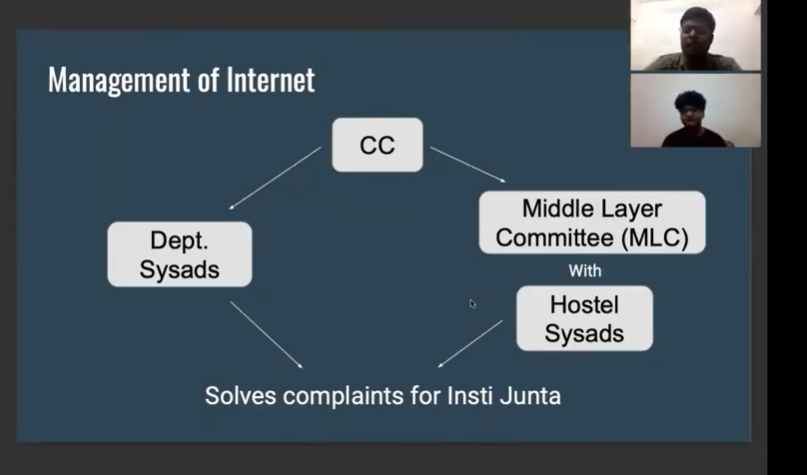 Management of Internet
CC
Middle Layer
Committee (MLC)
Dept.
Sysads
With
Hostel
Sysads
Solves complaints for Insti Junta